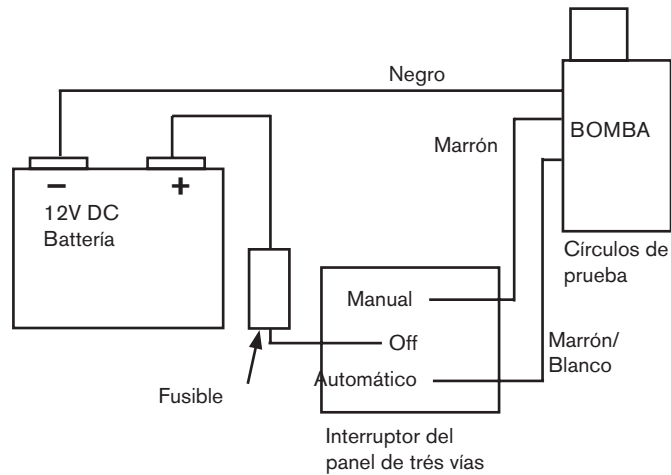 Negro
BOMBA
Marrón
−
+
12V DC
Battería
Círculos de
prueba
Manual
Off
Automático
Marrón/
Blanco
Fusible
Interruptor del
panel de trés vías